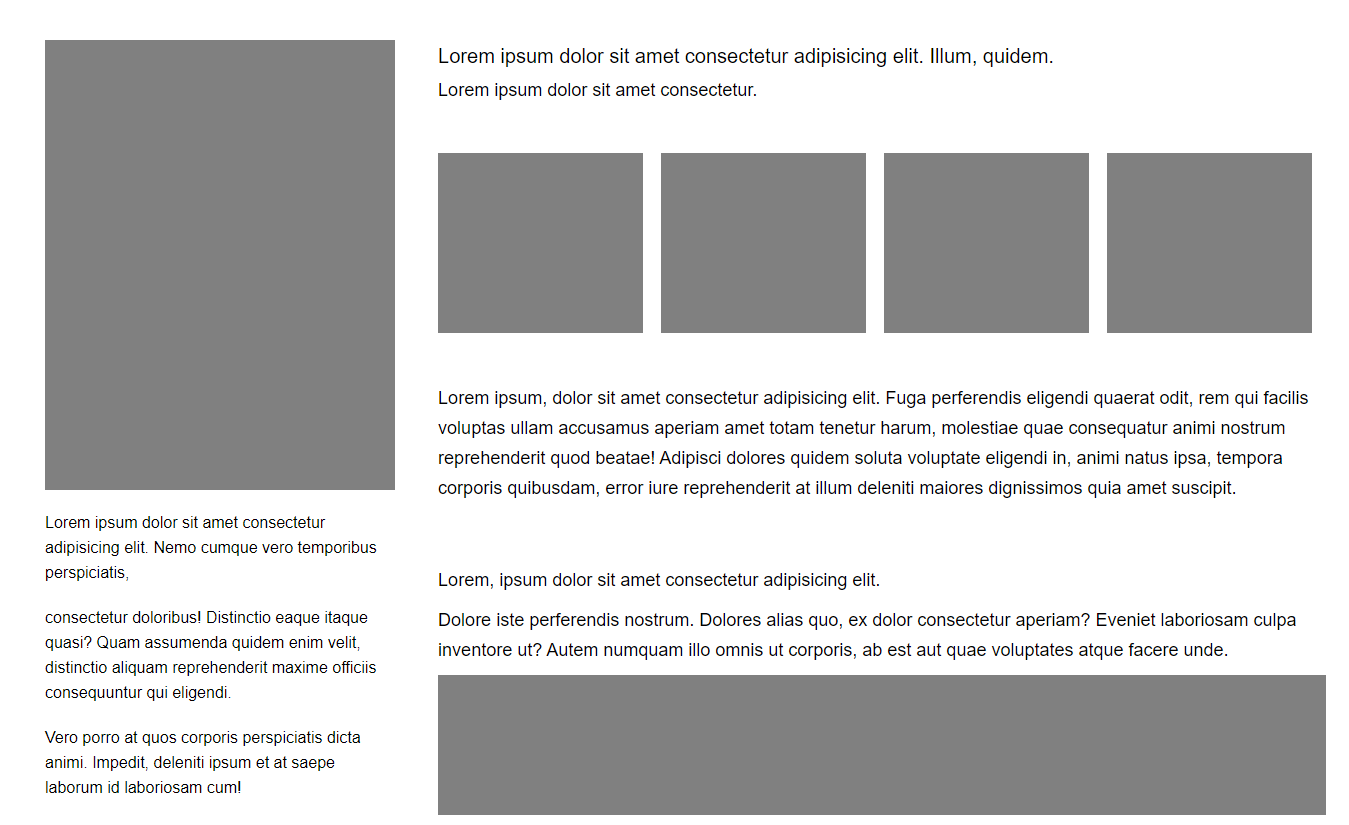 Lorem ipsum dolor sit amet consectetur
adipisicing elit. Nemo cumque vero temporibus
perspiciatis,
consectetur doloribus! Distinctio eaque itaque
quasi? Quam assumenda quidem enim velit,
distinctio aliquam reprehenderit maxime officiis
consequuntur qui eligendi.
Vero porro at quos corporis perspiciatis dicta
animi. Impedit, deleniti ipsum et at saepe
laborum id laboriosam cum!
Lorem ipsum dolor sit amet consectetur adipisicing elit. Illum, quidem.
Lorem ipsum dolor sit amet consectetur.
Lorem ipsum, dolor sit amet consectetur adipisicing elit. Fuga perferendis eligendi quaerat odit, rem qui facilis
voluptas ullam accusamus aperiam amet totam tenetur harum, molestiae quae consequatur animi nostrum
reprehenderit quod beatae! Adipisci dolores quidem soluta voluptate eligendi in, animi natus ipsa, tempora
corporis quibusdam, error iure reprehenderit at illum deleniti maiores dignissimos quia amet suscipit.
Lorem, ipsum dolor sit amet consectetur adipisicing elit.
Dolore iste perferendis nostrum. Dolores alias quo, ex dolor consectetur aperiam? Eveniet laboriosam culpa
inventore ut? Autem numquam illo omnis ut corporis, ab est aut quae voluptates atque facere unde.